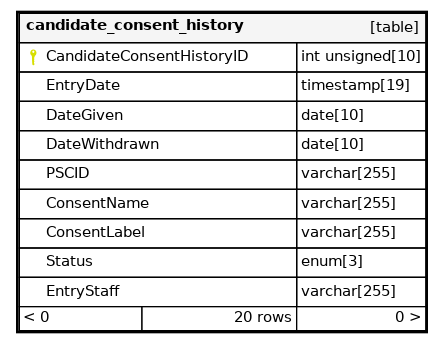 candidate_consent_history [table]
CandidateConsentHistoryID int unsigned[10]
EntryDate timestamp[19]
DateGiven date[10]
DateWithdrawn date[10]
PSCID varchar[255]
ConsentName varchar[255]
ConsentLabel varchar[255]
Status enum[3]
EntryStaff varchar[255]
< 0 20 rows 0 >